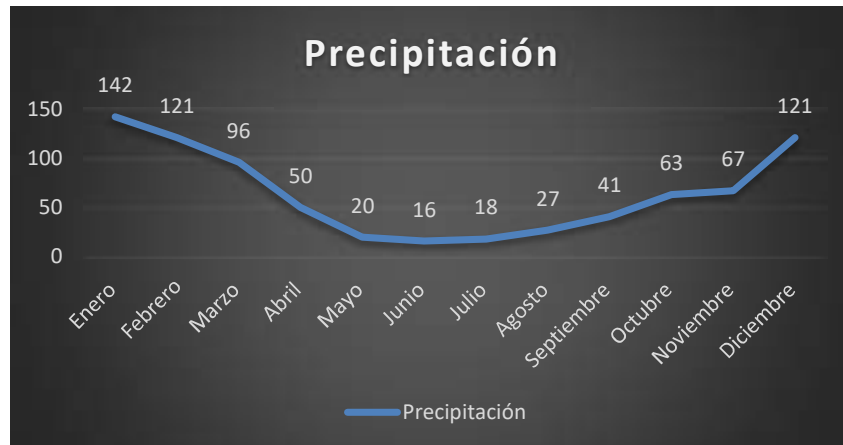 Precipitación
142
121
96
50
20
16
18
27
41
63
67
121
150
100
50
0
Enero
Febrero
Marzo
Abril
Mayo
Junio
Julio
Agosto
Septiembre
Octubre
Noviembre
Diciembre
Precipitación